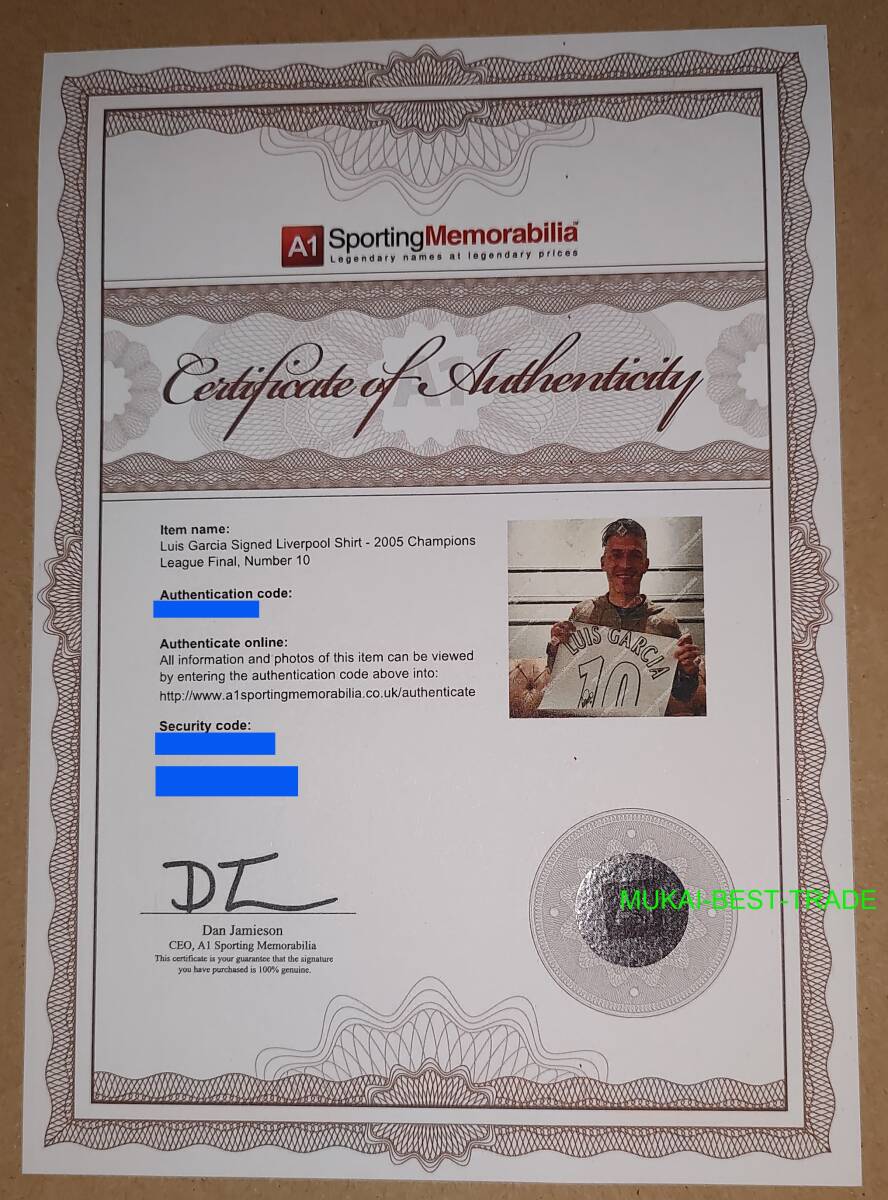 A1 SportingMemorabilia™
Legendary names at legendary prices
Certificate of Authenticity
A1
Item name:
Luis Garcia Signed Liverpool Shirt - 2005 Champions
League Final, Number 10
Authentication code:
Authenticate online:
All information and photos of this item can be viewed
by entering the authentication code above into:
http://www.a1sportingmemorabilia.co.uk/authenticate
Security code:
LUIS GARCIA
10
DJ
Dan Jamieson
CEO, A1 Sporting Memorabilia
This certificate is your guarantee that the signature
you have purchased is 100% genuine.
MUKAI-BEST-TRADE